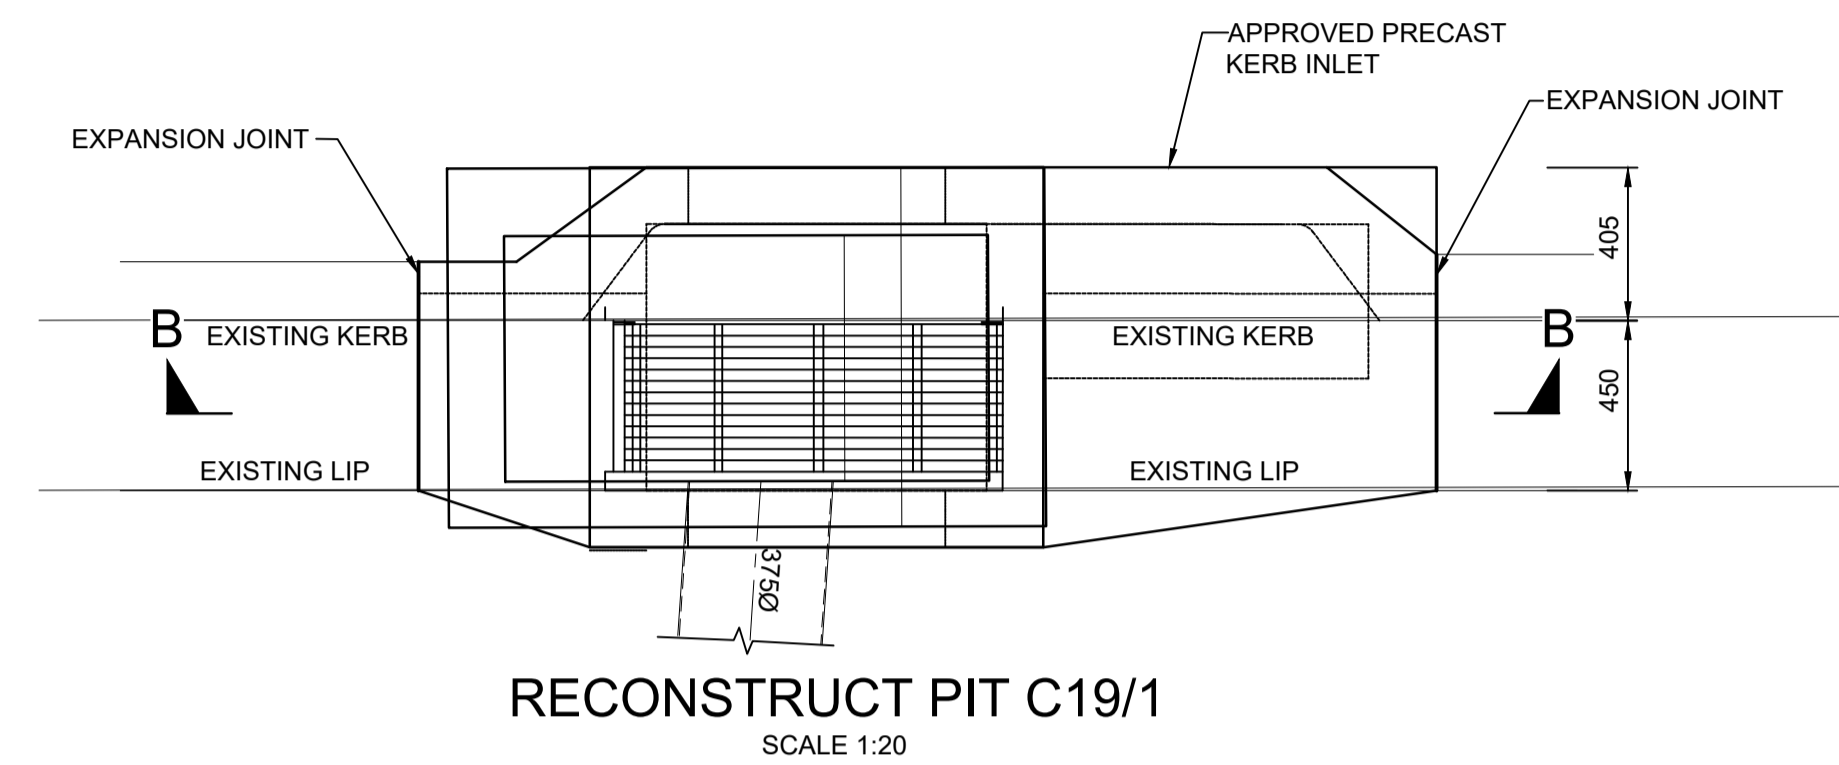 APPROVED PRECAST
KERB INLET
EXPANSION JOINT
EXPANSION JOINT
405
B
EXISTING KERB
EXISTING KERB
B
450
EXISTING LIP
EXISTING LIP
375Ø
RECONSTRUCT PIT C19/1
SCALE 1:20